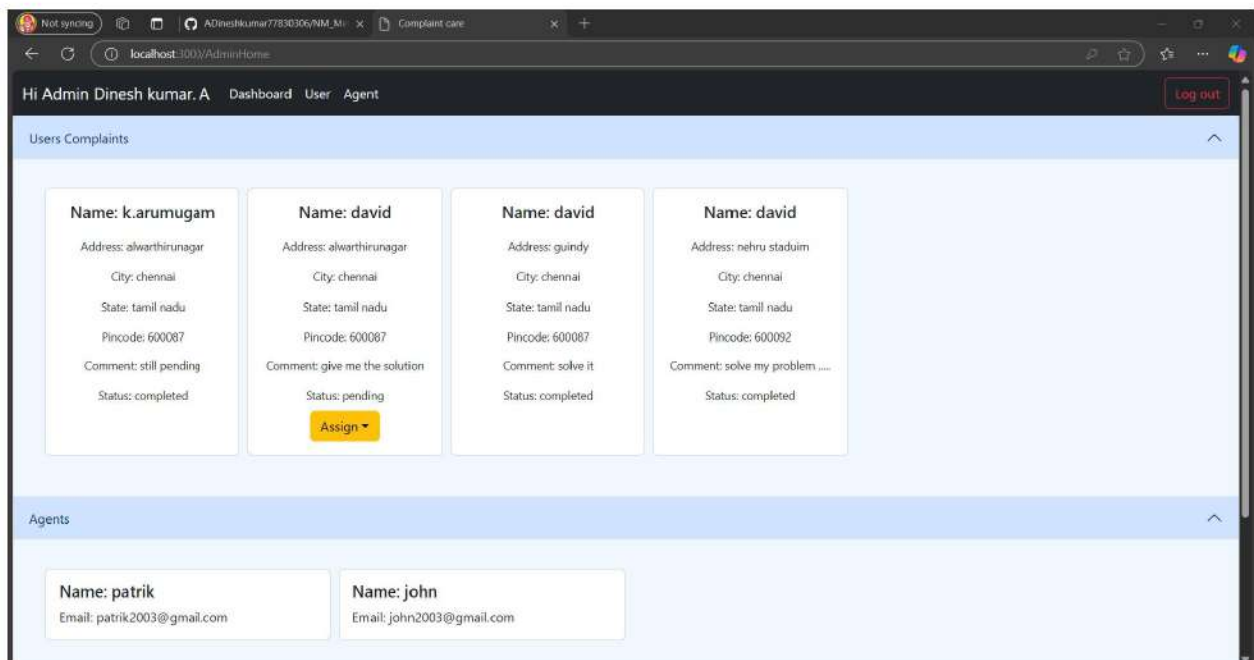 Not syncing
ADineshkumar77830306/NM_Mi
Complaint care
localhost:3000/AdminHome
Hi Admin Dinesh kumar. A Dashboard User Agent Log out
Users Complaints
Name: k.arumugam
Address: alwarthirunagar
City: chennai
State: tamil nadu
Pincode: 600087
Comment: still pending
Status: completed
Name: david
Address: alwarthirunagar
City: chennai
State: tamil nadu
Pincode: 600087
Comment: give me the solution
Status: pending
Assign
Name: david
Address: guindy
City: chennai
State: tamil nadu
Pincode: 600087
Comment: solve it
Status: completed
Name: david
Address: nehru staduim
City: chennai
State: tamil nadu
Pincode: 600092
Comment: solve my problem .....
Status: completed
Agents
Name: patrik
Email: patrik2003@gmail.com
Name: john
Email: john2003@gmail.com